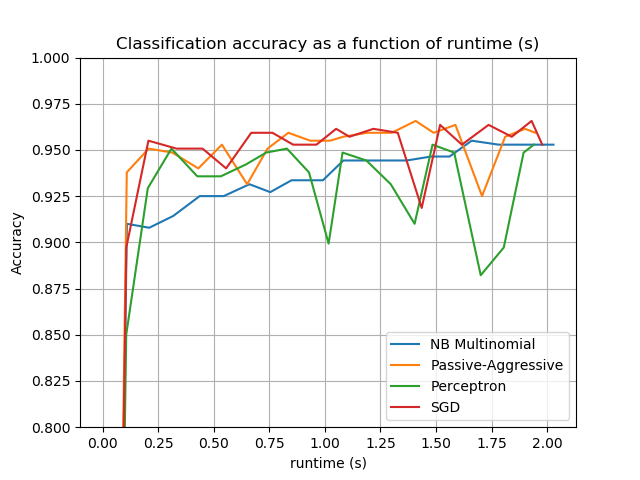 Classification accuracy as a function of runtime (s)
1.000
0.975
0.950
0.925
0.900
0.875
0.850
0.825
0.800
Accuracy
NB Multinomial
Passive-Aggressive
Perceptron
SGD
0.00 0.25 0.50 0.75 1.00 1.25 1.50 1.75 2.00
runtime (s)